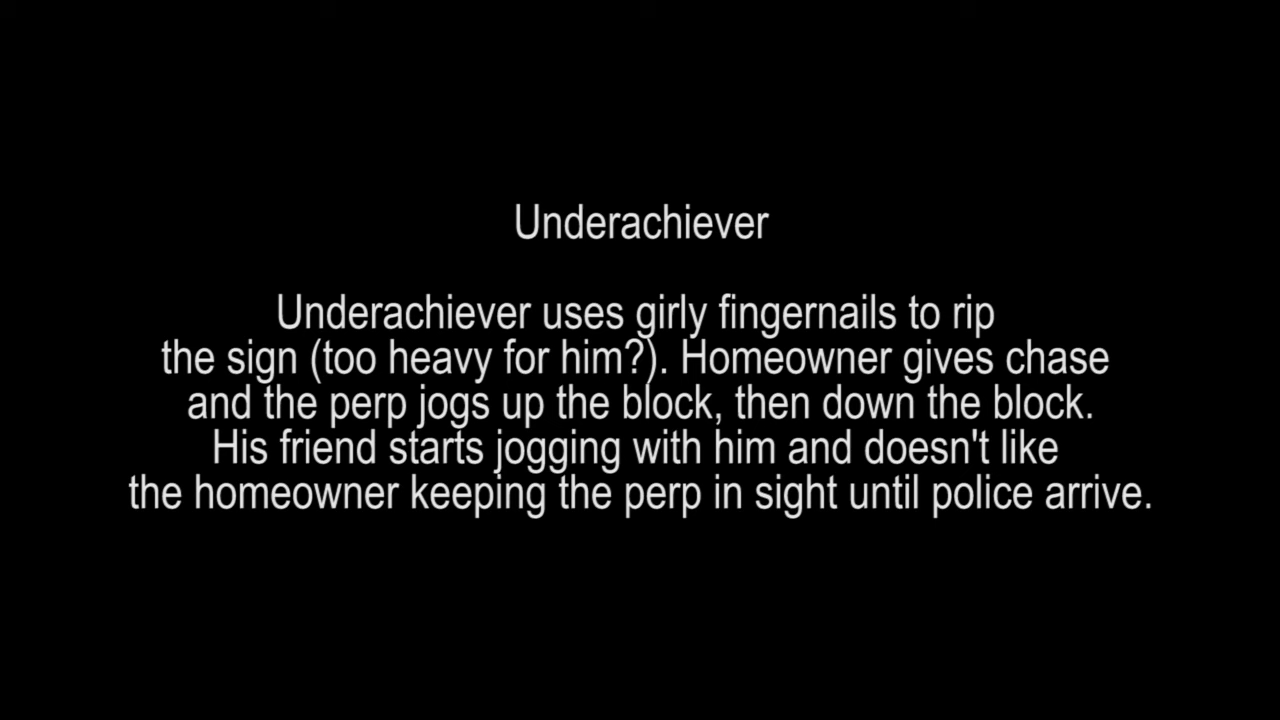 Underachiever
Underachiever uses girly fingernails to rip
the sign (too heavy for him?). Homeowner gives chase
and the perp jogs up the block, then down the block.
His friend starts jogging with him and doesn't like
the homeowner keeping the perp in sight until police arrive.